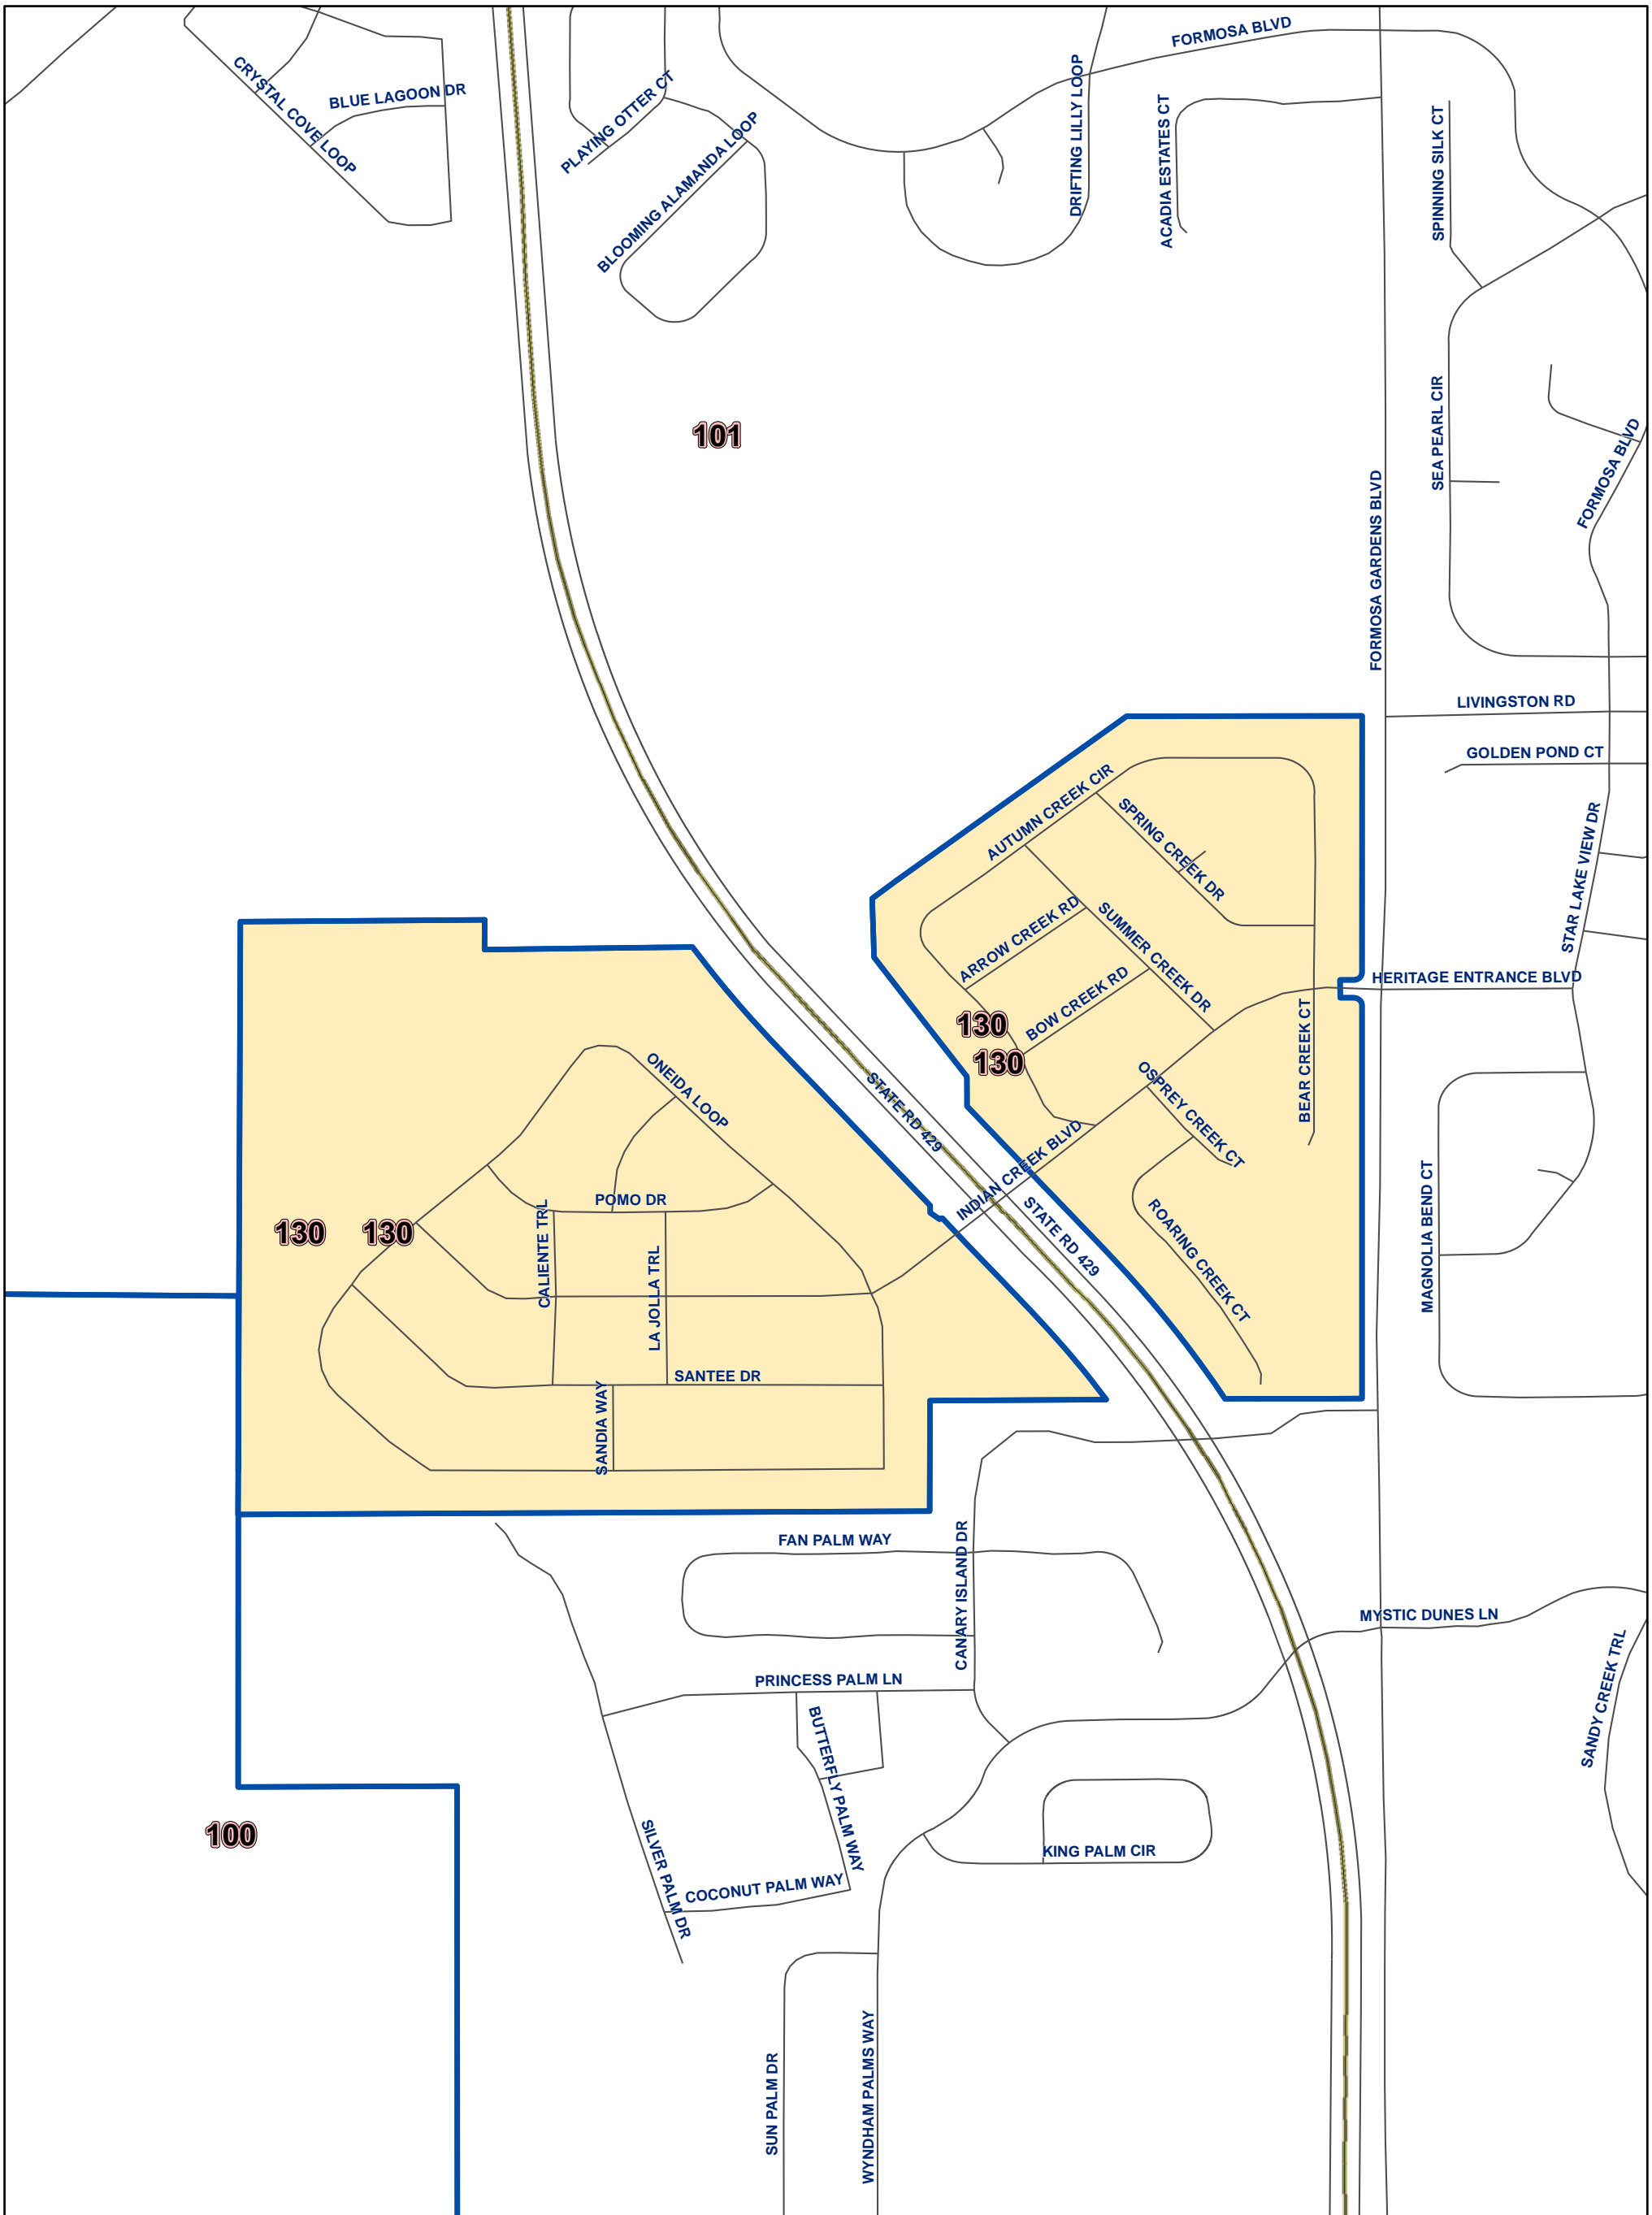 FORMOSA BLVD
CRYSTAL COVE LOOP
BLUE LAGOON DR
PLAYING OTTER CT
BLOOMING ALAMANDA LOOP
DRIFTING LILLY LOOP
ACADIA ESTATES CT
SPINNING SILK CT
101
SEA PEARL CIR
FORMOSA BLVD
FORMOSA GARDENS BLVD
LIVINGSTON RD
GOLDEN POND CT
AUTUMN CREEK CIR
SPRING CREEK DR
STAR LAKE VIEW DR
ARROW CREEK RD
SUMMER CREEK DR
HERITAGE ENTRANCE BLVD
BOW CREEK RD
130
130
BEAR CREEK CT
ONEIDA LOOP
STATE RD 429
OSPREY CREEK CT
INDIAN CREEK BLVD
POMO DR
130
130
CALIENTE TRL
LA JOLLA TRL
STATE RD 429
ROARING CREEK CT
MAGNOLIA BEND CT
SANTEE DR
SANDIA WAY
FAN PALM WAY
CANARY ISLAND DR
MYSTIC DUNES LN
PRINCESS PALM LN
SANDY CREEK TRL
BUTTERFLY PALM WAY
100
SILVER PALM DR
KING PALM CIR
COCONUT PALM WAY
SUN PALM DR
WYNDHAM PALMS WAY